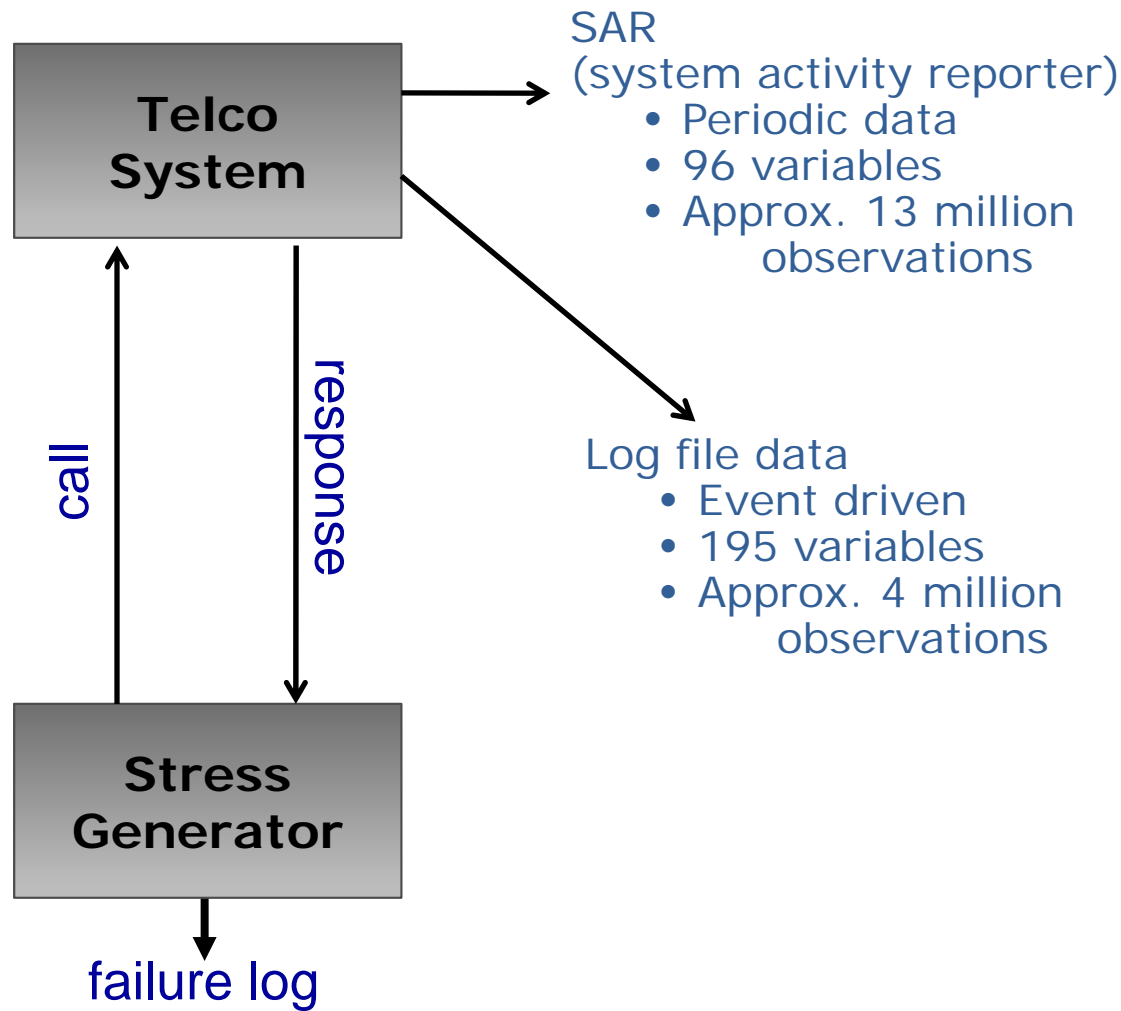 Telco
System
SAR
(system activity reporter)
• Periodic data
• 96 variables
• Approx. 13 million
observations
call
response
Log file data
• Event driven
• 195 variables
• Approx. 4 million
observations
Stress
Generator
failure log